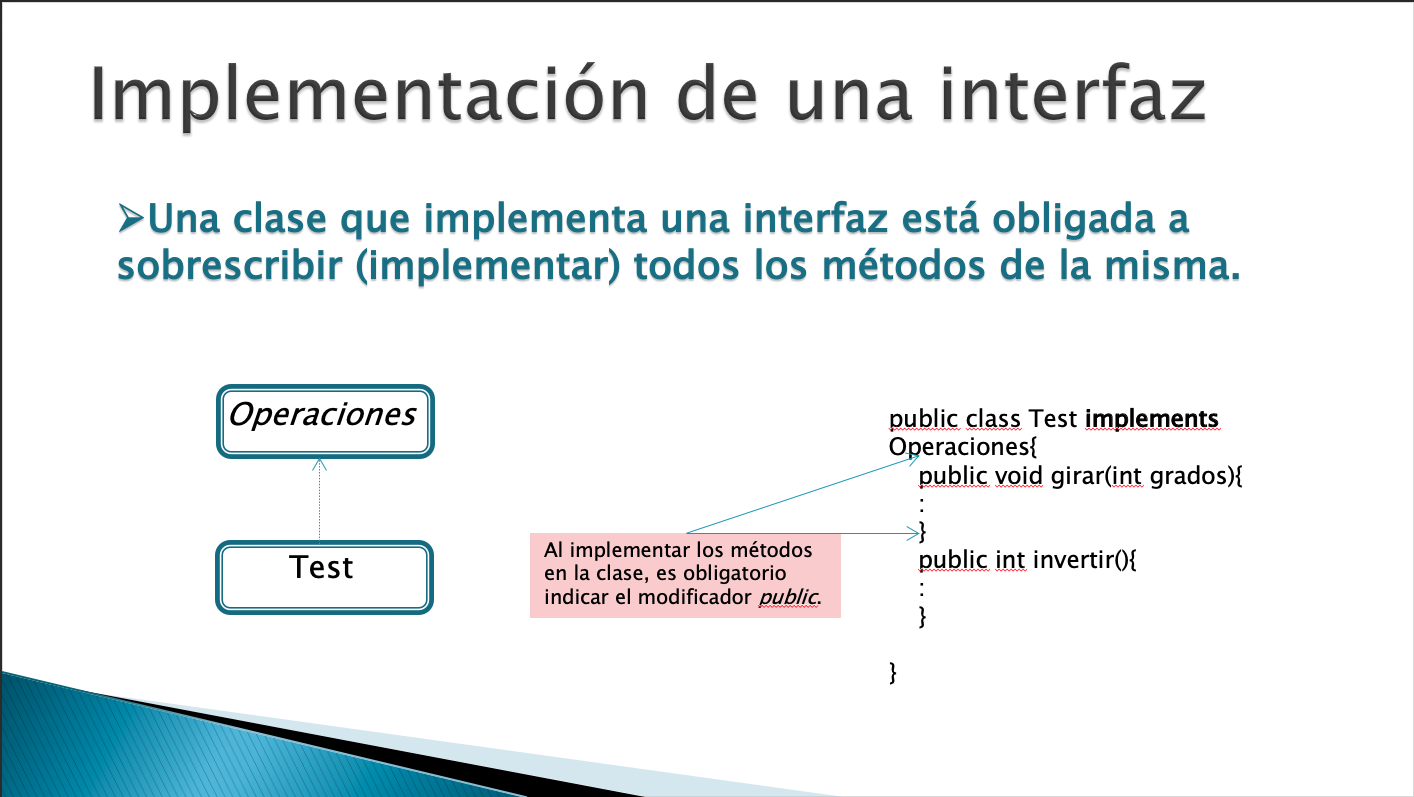 Implementación de una interfaz
➢Una clase que implementa una interfaz está obligada a
sobrescribir (implementar) todos los métodos de la misma.
Operaciones
Test
Al implementar los métodos
en la clase, es obligatorio
indicar el modificador public.
public class Test implements
Operaciones{
public void girar(int grados){
:
}
public int invertir(){
:
}
}